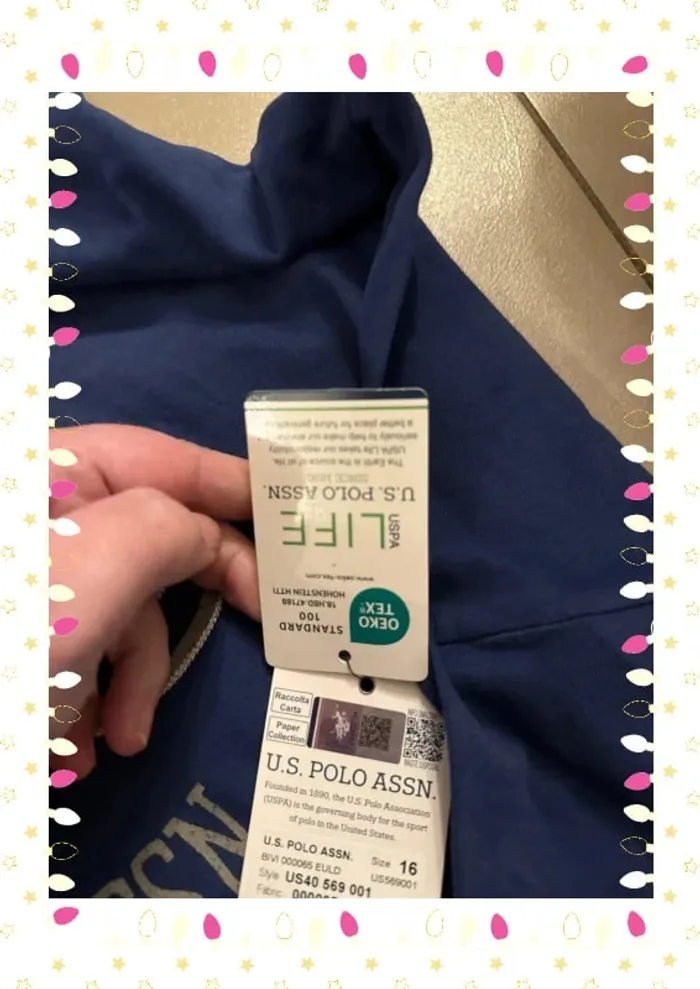 a better place for future generations
seriously to help make our
USPA Life takes our responsibility
The Earth is the source of all life.
SINCE 1890
U.S. POLO ASSN.
USPA
LIFE
www.oeko-tex.com
HOHENSTEIN HTTI
18.HBD.47188
100
STANDARD
OEKO
TEX®
Raccolta
Carta
Paper
Collection
U.S. POLO ASSN.
Founded in 1890, the U.S. Polo Association
(USPA) is the governing body for the sport
of polo in the United States.
U.S. POLO ASSN. Size 16
BIVI 000065 EULD US569001
Style US40 569 001
Fabric